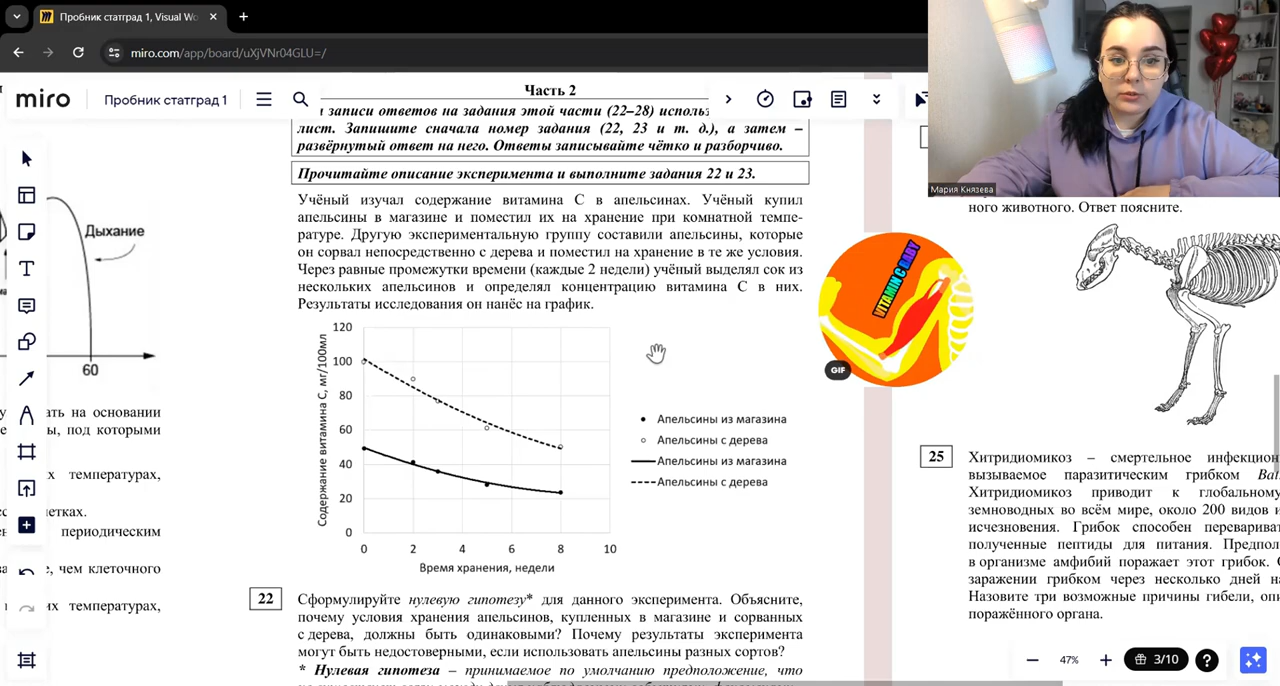 Пробник статград 1, Visual Wo
miro.com/app/board/uXjVNr04GLU=/
miro
Пробник статград 1
Часть 2
записи ответов на задания этой части (22–28)
лист. Запишите сначала номер задания (22, 23 и т. д.), а затем –
развёрнутый ответ на него. Ответы записывайте чётко и разборчиво.
Прочитайте описание эксперимента и выполните задания 22 и 23.
Учёный изучал содержание витамина С в апельсинах. Учёный купил
апельсины в магазине и поместил их на хранение при комнатной темпе-
ратуре. Другую экспериментальную группу составили апельсины, которые
он сорвал непосредственно с дерева и поместил на хранение в те же условия.
Через равные промежутки времени (каждые 2 недели) учёный выделял сок из
нескольких апельсинов и определял концентрацию витамина С в них.
Результаты исследования он нанёс на график.
Содержание витамина С, мг/100мл
120
100
80
60
40
20
0
0 2 4 6 8 10
Время хранения, недели
Апельсины из магазина
Апельсины с дерева
Апельсины из магазина
Апельсины с дерева
22
Сформулируйте нулевую гипотезу* для данного эксперимента. Объясните,
почему условия хранения апельсинов, купленных в магазине и сорванных
с дерева, должны быть одинаковыми? Почему результаты эксперимента
могут быть недостоверными, если использовать апельсины разных сортов?
* Нулевая гипотеза – принимаемое по умолчанию предположение, что
Дыхание
60
ать на основании
ы, под которыми
х температурах,
летках.
периодическим
, чем клеточного
их температурах,
VITAMIN C BABY
GIF
Мария Князева
ного животного. Ответ поясните.
25
Хитридиомикоз – смертельное инфекцион
вызываемое паразитическим грибком Bat
Хитридиомикоз приводит к глобальному
земноводных во всём мире, около 200 видов
исчезновения. Грибок способен переварива
полученные пептиды для питания. Предпол
в организме амфибий поражает этот грибок.
заражении грибком через несколько дней на
Назовите три возможные причины гибели, оп
поражённого органа.
47%
3/10